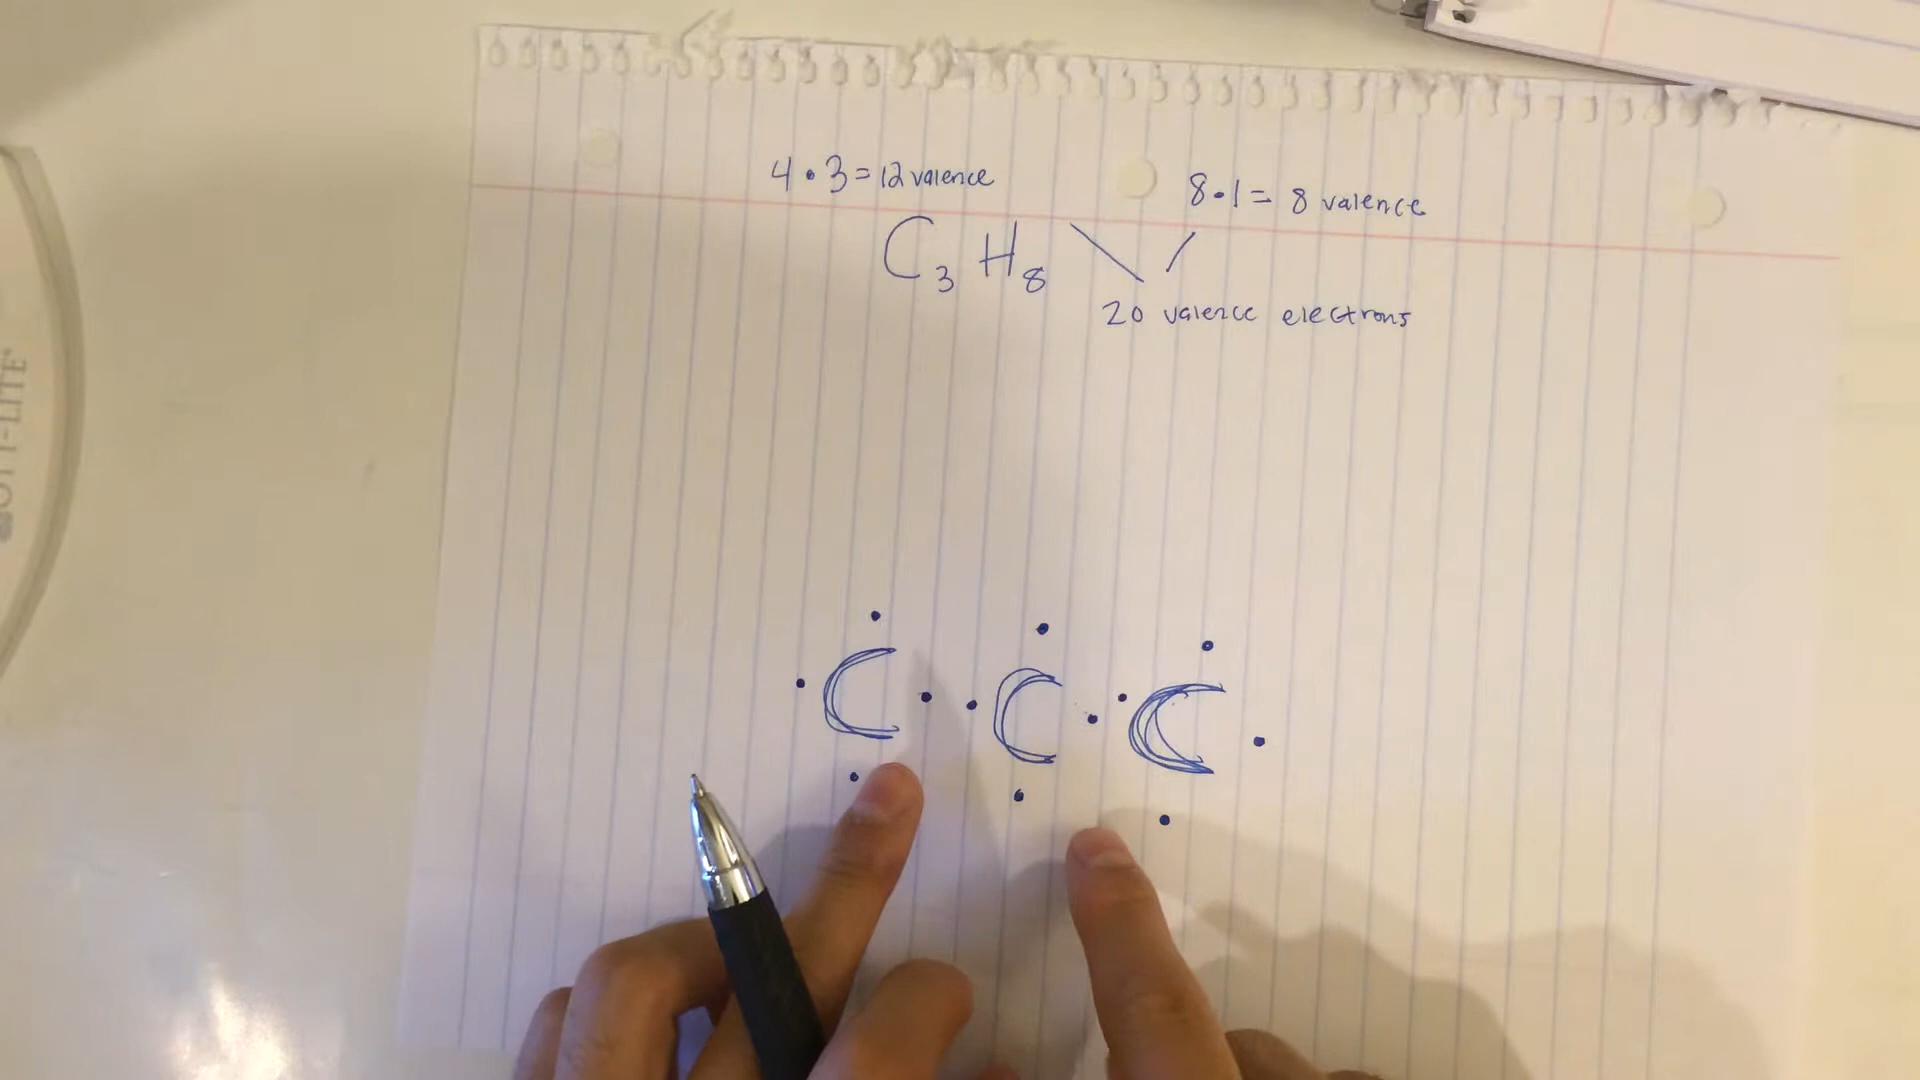 4 • 3 = 12 valence
8 • 1 = 8 valence
C₃ H₈
20 valence electrons
C C C